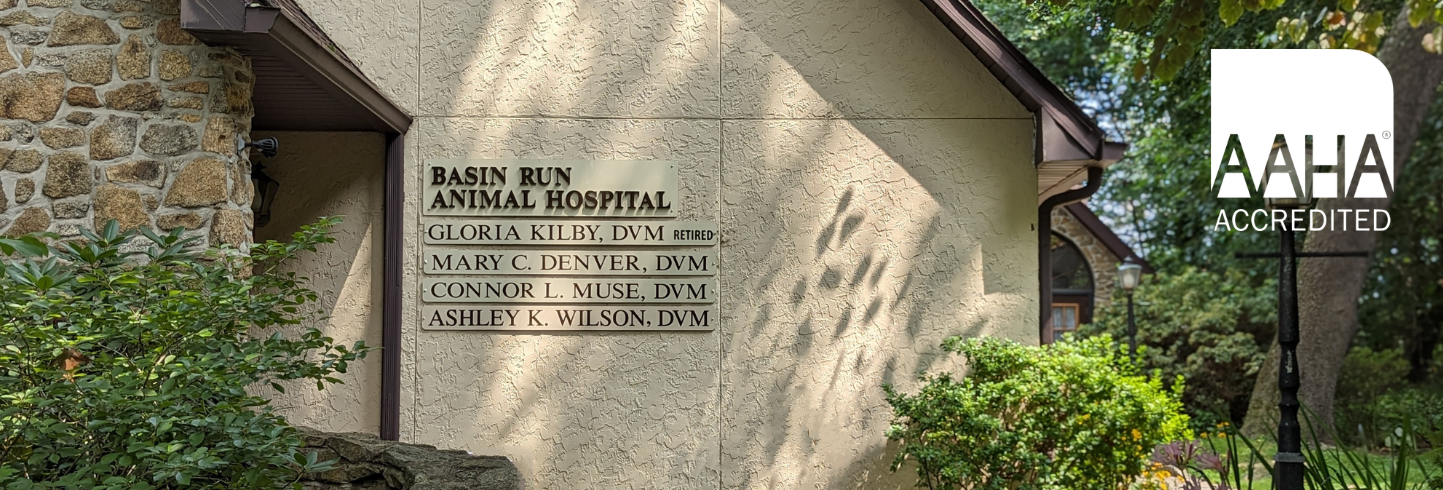 BASIN RUN
ANIMAL HOSPITAL
GLORIA KILBY, DVM RETIRED
MARY C. DENVER, DVM
CONNOR L. MUSE, DVM
ASHLEY K. WILSON, DVM
AAHA®
ACCREDITED